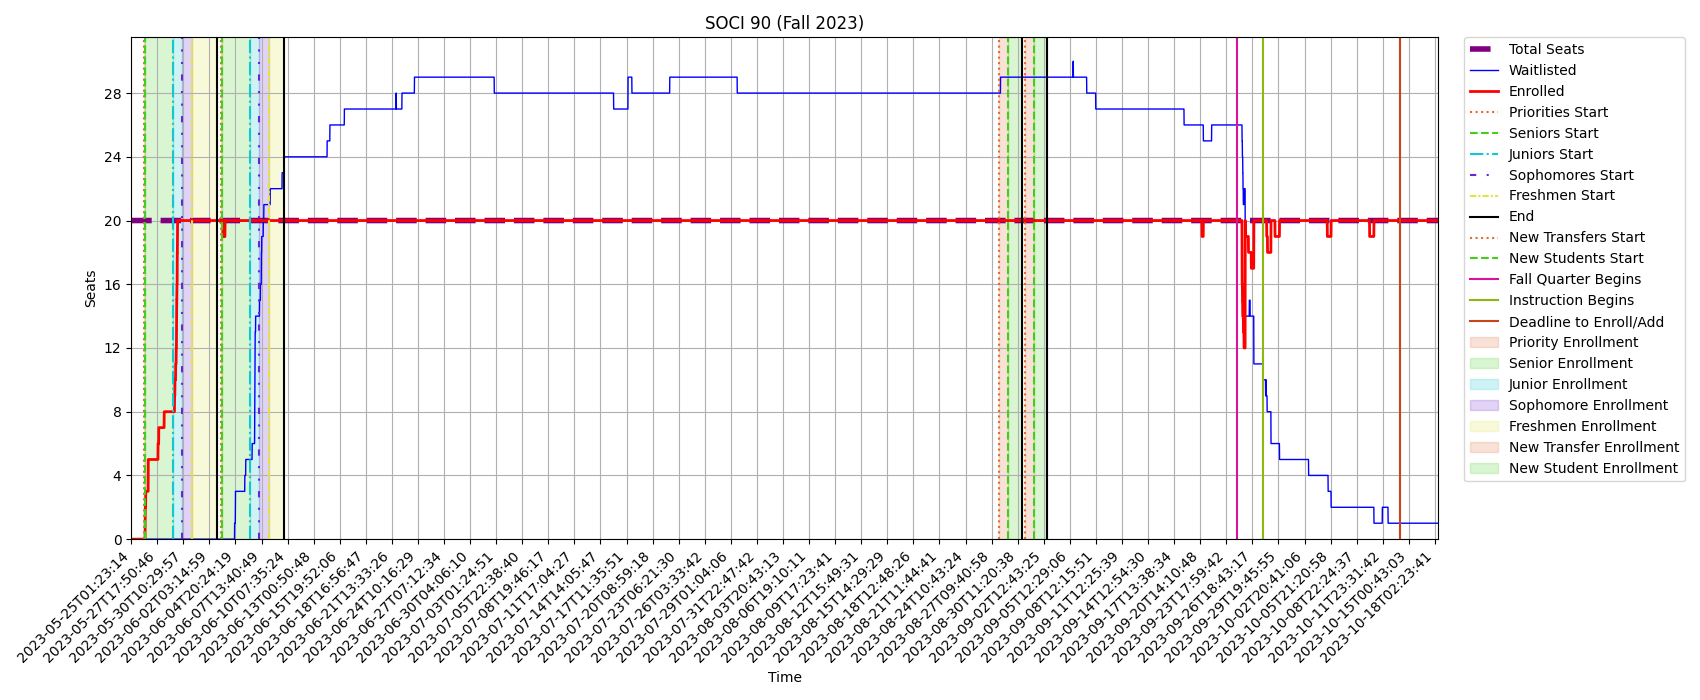 SOCI 90 (Fall 2023)
Seats
28
24
20
16
12
8
4
0
2023-05-25T01:23:14
2023-05-27T17:50:46
2023-05-30T10:29:57
2023-06-02T03:14:59
2023-06-04T20:24:19
2023-06-07T13:40:49
2023-06-10T07:35:24
2023-06-13T00:50:48
2023-06-15T19:52:06
2023-06-18T16:56:47
2023-06-21T13:33:26
2023-06-24T10:16:29
2023-06-27T07:12:34
2023-06-30T04:06:10
2023-07-03T01:24:51
2023-07-05T22:38:40
2023-07-08T19:46:17
2023-07-11T17:04:27
2023-07-14T14:05:47
2023-07-17T11:35:51
2023-07-20T08:59:18
2023-07-23T06:21:30
2023-07-26T03:33:42
2023-07-29T01:04:06
2023-07-31T22:47:42
2023-08-03T20:43:13
2023-08-06T19:10:11
2023-08-09T17:23:41
2023-08-12T15:49:31
2023-08-15T14:29:29
2023-08-18T12:48:26
2023-08-21T11:44:41
2023-08-24T10:43:24
2023-08-27T09:40:58
2023-08-30T11:20:38
2023-09-02T12:43:25
2023-09-05T12:29:06
2023-09-08T12:15:51
2023-09-11T12:25:39
2023-09-14T12:54:30
2023-09-17T13:38:34
2023-09-20T14:10:48
2023-09-23T17:59:42
2023-09-26T18:43:17
2023-09-29T19:45:55
2023-10-02T20:41:06
2023-10-05T21:20:58
2023-10-08T22:24:37
2023-10-11T23:31:42
2023-10-15T00:43:03
2023-10-18T02:23:41
Time
Total Seats
Waitlisted
Enrolled
Priorities Start
Seniors Start
Juniors Start
Sophomores Start
Freshmen Start
End
New Transfers Start
New Students Start
Fall Quarter Begins
Instruction Begins
Deadline to Enroll/Add
Priority Enrollment
Senior Enrollment
Junior Enrollment
Sophomore Enrollment
Freshmen Enrollment
New Transfer Enrollment
New Student Enrollment